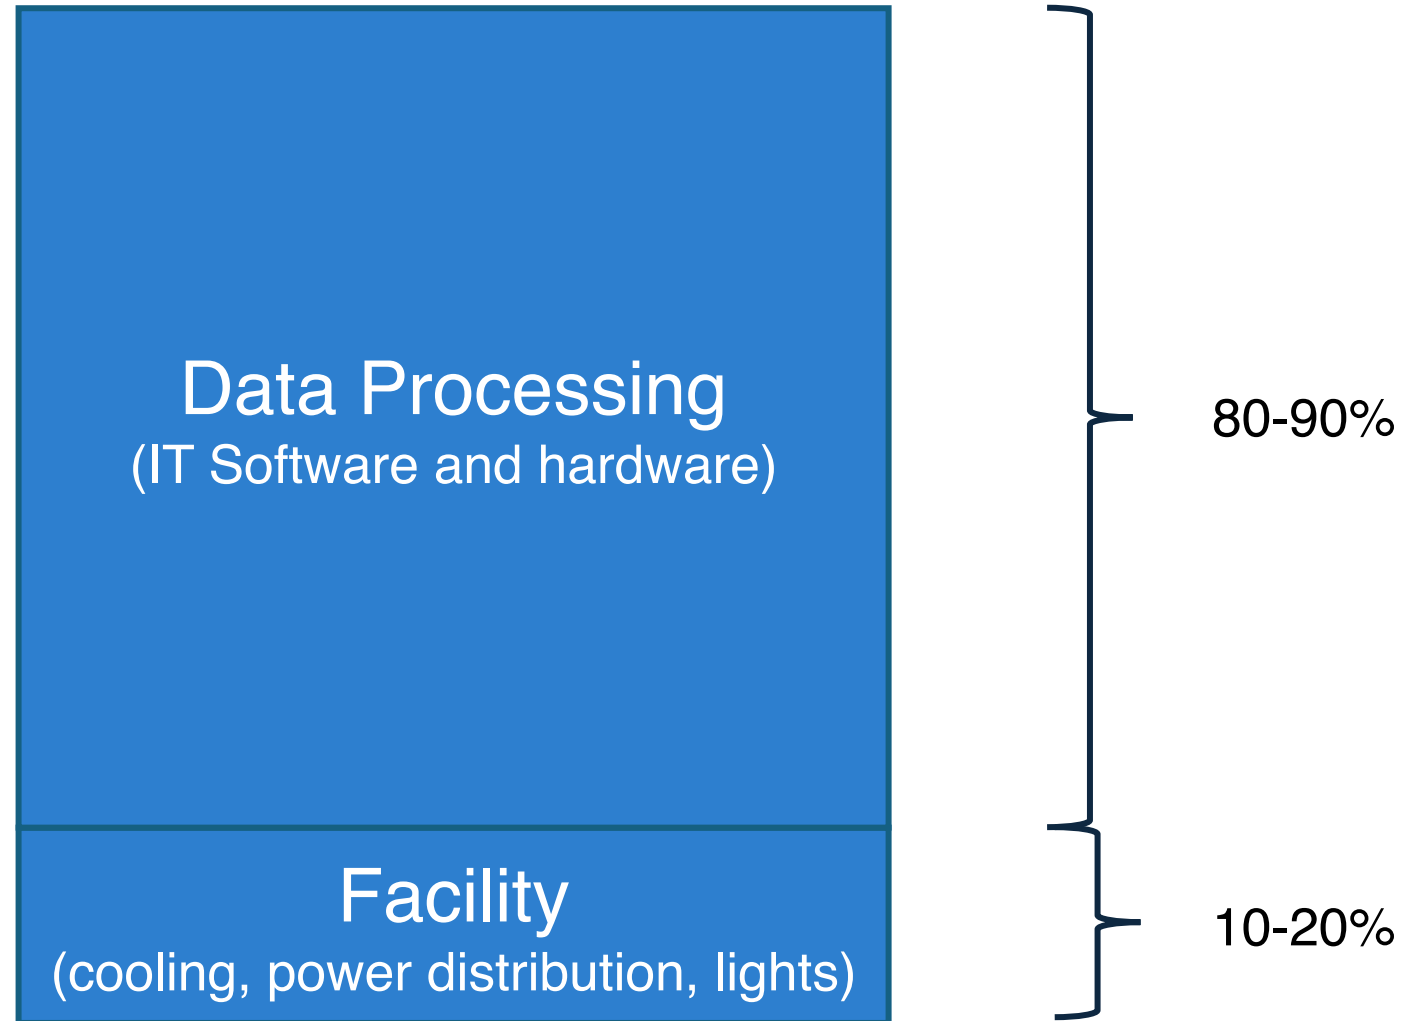 Data Processing
(IT Software and hardware)
80-90%
Facility
(cooling, power distribution, lights)
10-20%